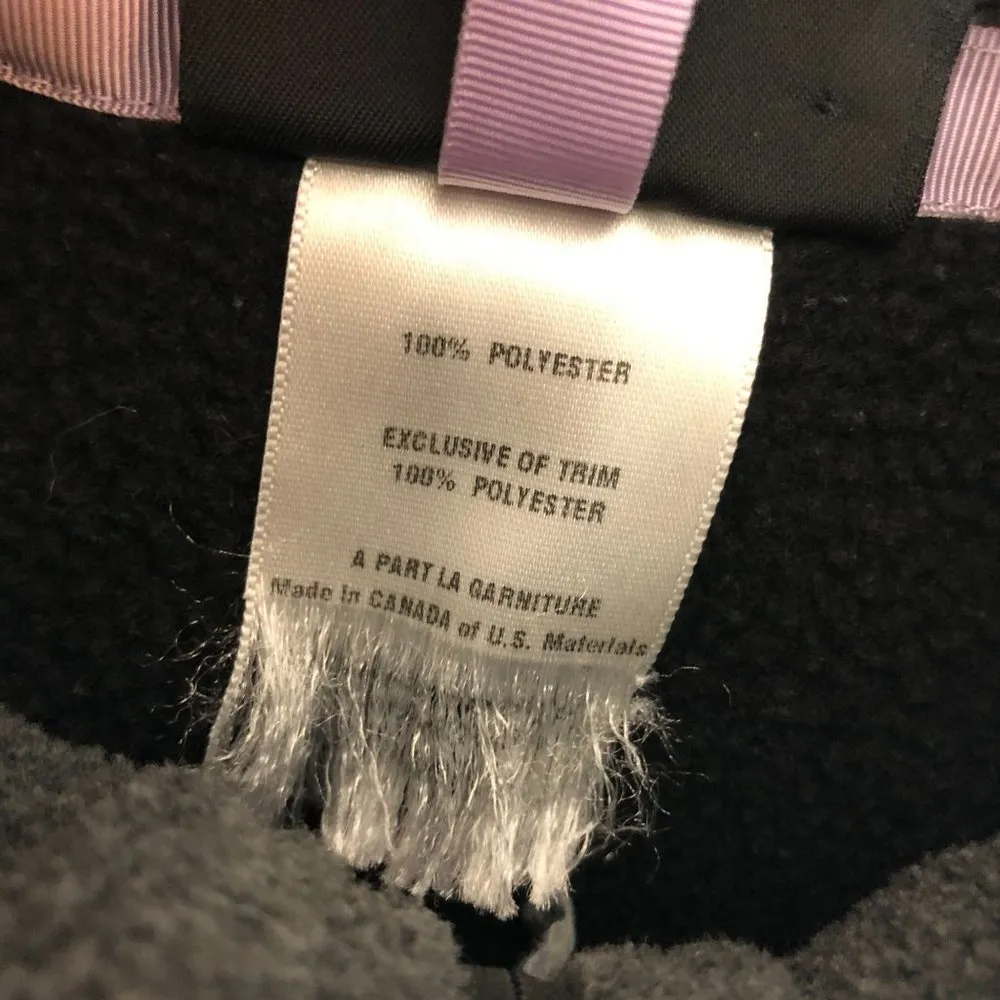 100% POLYESTER
EXCLUSIVE OF TRIM
100% POLYESTER
A PART LA GARNITURE
Made in CANADA of U.S. Materials